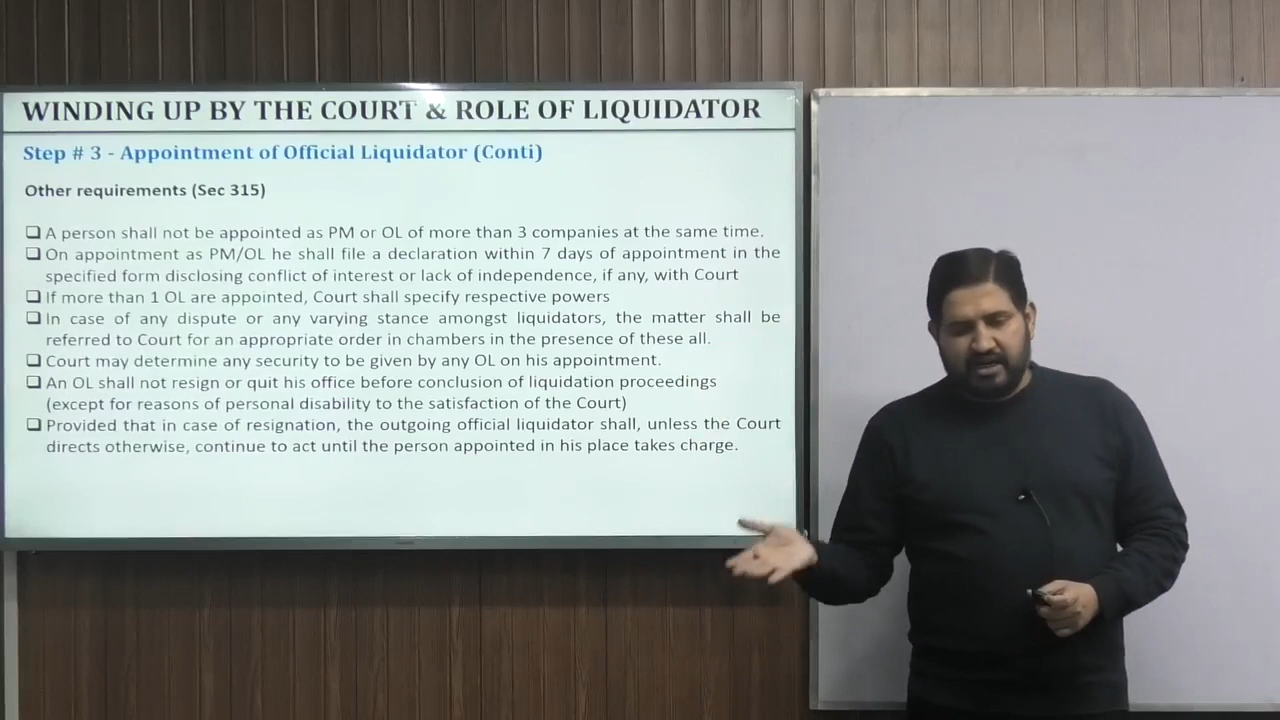 WINDING UP BY THE COURT & ROLE OF LIQUIDATOR
Step # 3 - Appointment of Official Liquidator (Conti)
Other requirements (Sec 315)
❑ A person shall not be appointed as PM or OL of more than 3 companies at the same time.
❑ On appointment as PM/OL he shall file a declaration within 7 days of appointment in the
specified form disclosing conflict of interest or lack of independence, if any, with Court
❑ If more than 1 OL are appointed, Court shall specify respective powers
❑ In case of any dispute or any varying stance amongst liquidators, the matter shall be
referred to Court for an appropriate order in chambers in the presence of these all.
❑ Court may determine any security to be given by any OL on his appointment.
❑ An OL shall not resign or quit his office before conclusion of liquidation proceedings
(except for reasons of personal disability to the satisfaction of the Court)
❑ Provided that in case of resignation, the outgoing official liquidator shall, unless the Court
directs otherwise, continue to act until the person appointed in his place takes charge.